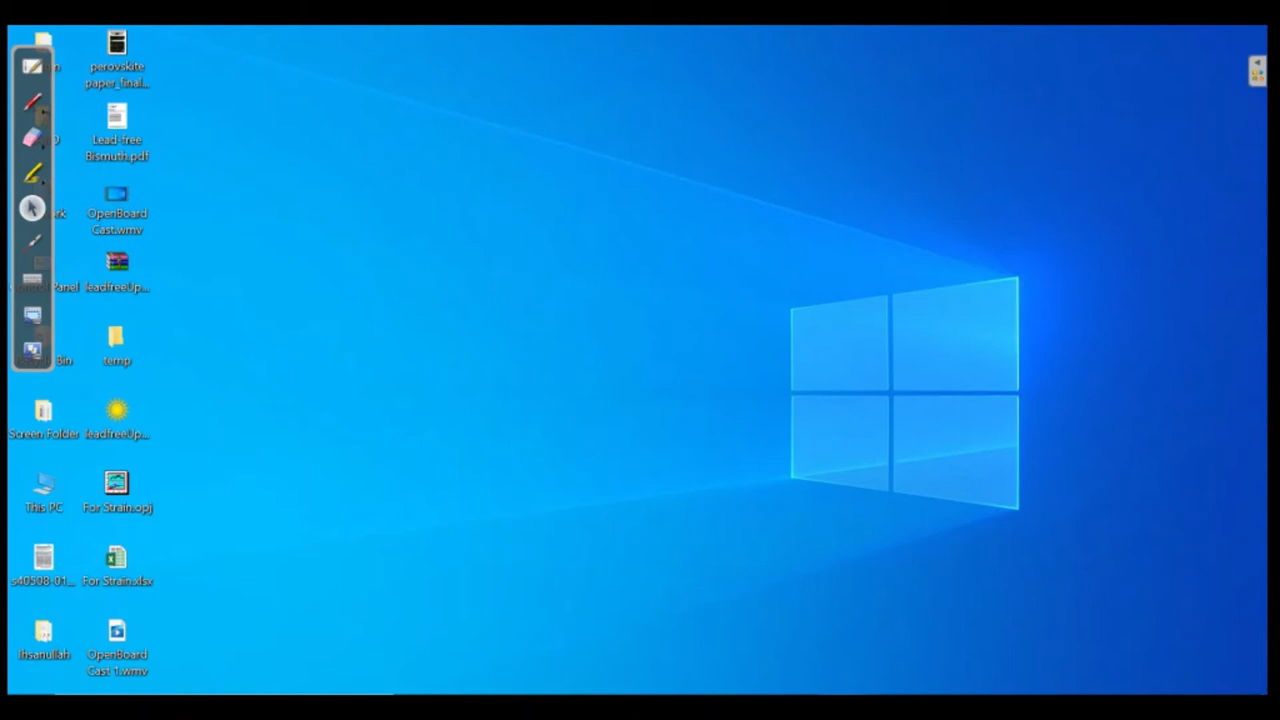 perovskite
paper_final...
Lead-free
Bismuth.pdf
OpenBoard
Cast.wmv
Panel
leadfreeUp...
Bin
temp
Screen Folder
leadfreeUp...
This PC
For Strain.opj
s40508-01...
For Strain.xlsx
Ihsanullah
OpenBoard
Cast 1.wmv